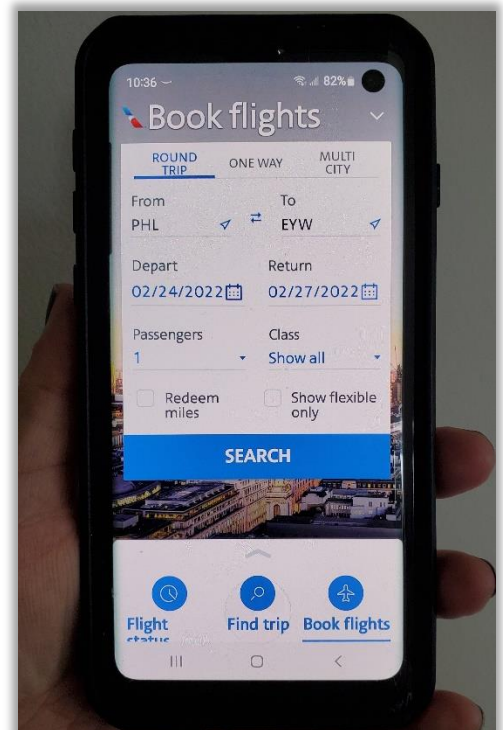 10:36 82%
Book flights
ROUND TRIP ONE WAY MULTI CITY
From To
PHL EYW
Depart Return
02/24/2022 02/27/2022
Passengers Class
1 Show all
Redeem miles Show flexible only
SEARCH
Flight status Find trip Book flights